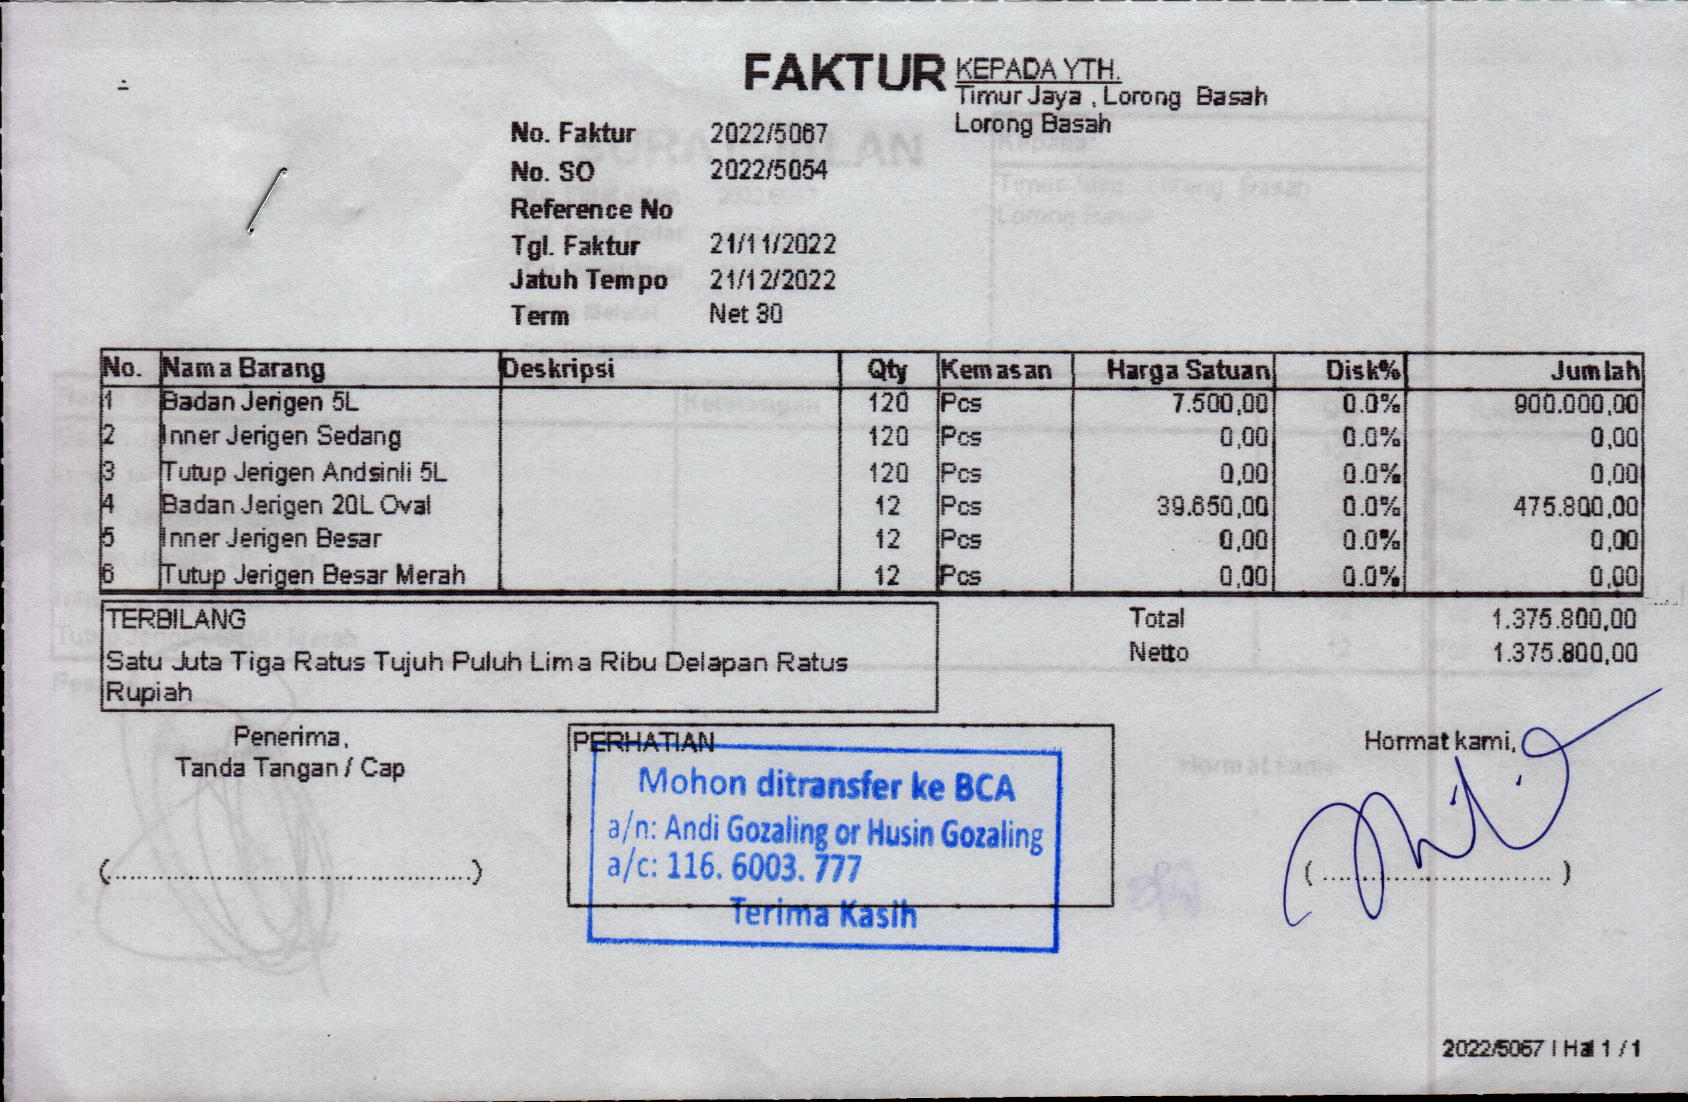 FAKTUR
KEPADA YTH.
Timur Jaya , Lorong Basah
Lorong Basah
No. Faktur 2022/5067
No. SO 2022/5054
Reference No
Tgl. Faktur 21/11/2022
Jatuh Tempo 21/12/2022
Term Net 30
No. Nama Barang Deskripsi Qty Kemasan Harga Satuan Disk% Jumlah
1 Badan Jerigen 5L 120 Pcs 7.500,00 0.0% 900.000,00
2 Inner Jerigen Sedang 120 Pcs 0,00 0.0% 0,00
3 Tutup Jerigen Andsinli 5L 120 Pcs 0,00 0.0% 0,00
4 Badan Jerigen 20L Oval 12 Pcs 39.650,00 0.0% 475.800,00
5 Inner Jerigen Besar 12 Pcs 0,00 0.0% 0,00
6 Tutup Jerigen Besar Merah 12 Pcs 0,00 0.0% 0,00
TERBILANG
Satu Juta Tiga Ratus Tujuh Puluh Lima Ribu Delapan Ratus
Rupiah
Total 1.375.800,00
Netto 1.375.800,00
Penerima,
Tanda Tangan / Cap
(..............................................)
PERHATIAN
Mohon ditransfer ke BCA
a/n: Andi Gozaling or Husin Gozaling
a/c: 116. 6003. 777
Terima Kasih
Hormat kami,
( ............................. )
2022/5067 | Hal 1 / 1